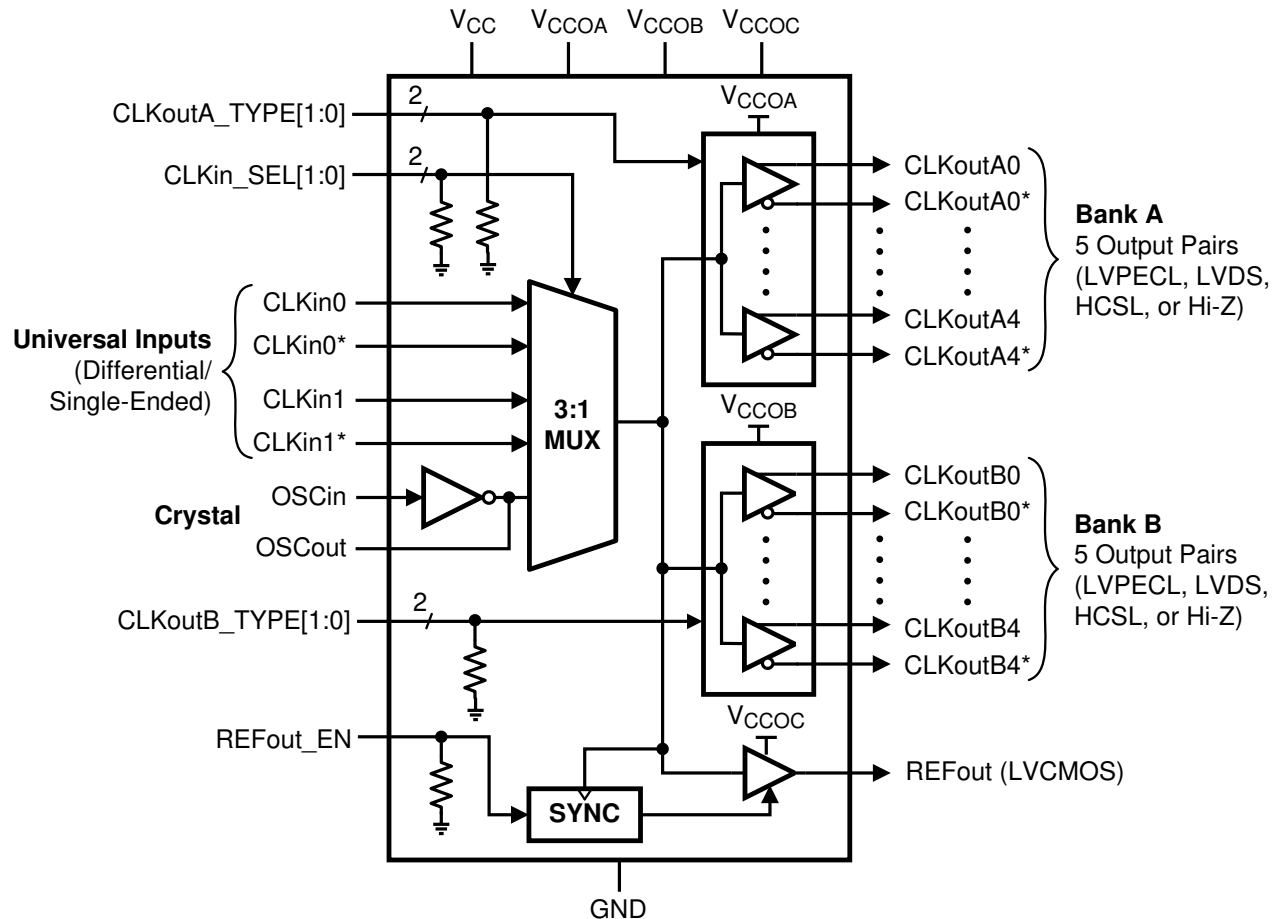 VCC
VCCOA
VCCOB
VCCOC
CLKoutA_TYPE[1:0]
2
CLKin_SEL[1:0]
2
VCCOA
CLKoutA0
CLKoutA0*
CLKoutA4
CLKoutA4*
Bank A
5 Output Pairs
(LVPECL, LVDS,
HCSL, or Hi-Z)
Universal Inputs
(Differential/
Single-Ended)
CLKin0
CLKin0*
CLKin1
CLKin1*
3:1
MUX
Crystal
OSCin
OSCout
VCCOB
CLKoutB0
CLKoutB0*
CLKoutB4
CLKoutB4*
Bank B
5 Output Pairs
(LVPECL, LVDS,
HCSL, or Hi-Z)
CLKoutB_TYPE[1:0]
2
REFout_EN
SYNC
VCCOC
REFout (LVCMOS)
GND